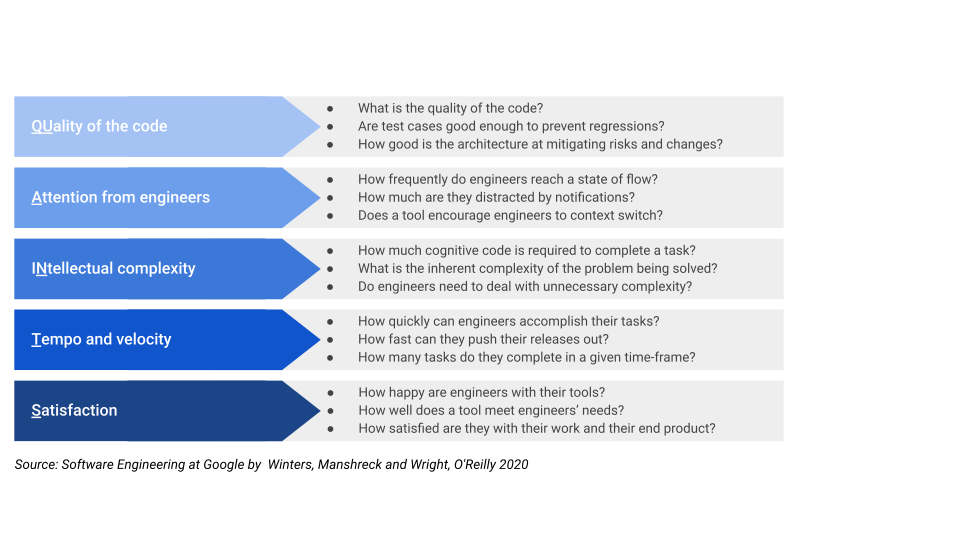 QUality of the code
● What is the quality of the code?
● Are test cases good enough to prevent regressions?
● How good is the architecture at mitigating risks and changes?
Attention from engineers
● How frequently do engineers reach a state of flow?
● How much are they distracted by notifications?
● Does a tool encourage engineers to context switch?
INtellectual complexity
● How much cognitive code is required to complete a task?
● What is the inherent complexity of the problem being solved?
● Do engineers need to deal with unnecessary complexity?
Tempo and velocity
● How quickly can engineers accomplish their tasks?
● How fast can they push their releases out?
● How many tasks do they complete in a given time-frame?
Satisfaction
● How happy are engineers with their tools?
● How well does a tool meet engineers’ needs?
● How satisfied are they with their work and their end product?
Source: Software Engineering at Google by  Winters, Manshreck and Wright, O'Reilly 2020